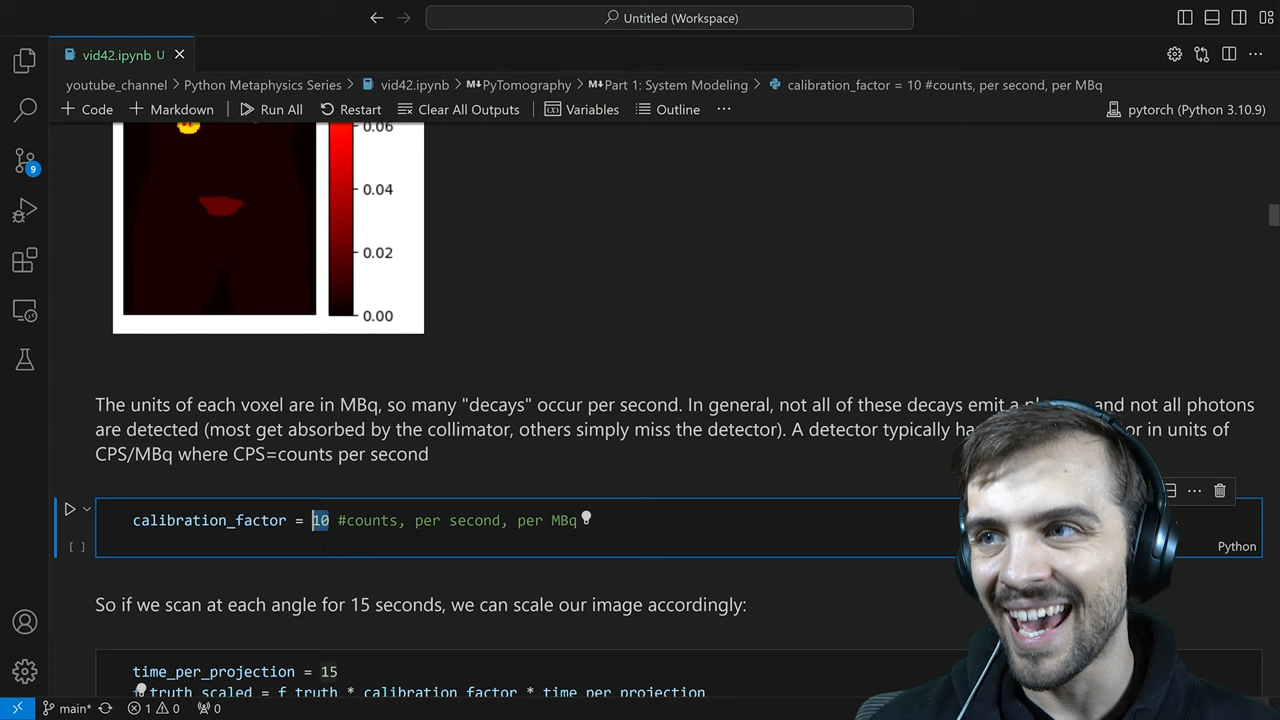 Untitled (Workspace)
vid42.ipynb U
youtube_channel > Python Metaphysics Series > vid42.ipynb > PyTomography > Part 1: System Modeling > calibration_factor = 10 #counts, per second, per MBq
Code Markdown Run All Restart Clear All Outputs Variables Outline ... pytorch (Python 3.10.9)
0.06
0.04
0.02
0.00
9
The units of each voxel are in MBq, so many "decays" occur per second. In general, not all of these decays emit a and not all photons
are detected (most get absorbed by the collimator, others simply miss the detector). A detector typically in units of
CPS/MBq where CPS=counts per second
calibration_factor = 10 #counts, per second, per MBq
[ ]
Python
So if we scan at each angle for 15 seconds, we can scale our image accordingly:
time_per_projection = 15
truth_scaled = f_truth * calibration_factor * time_per_projection
main* 1 0 0